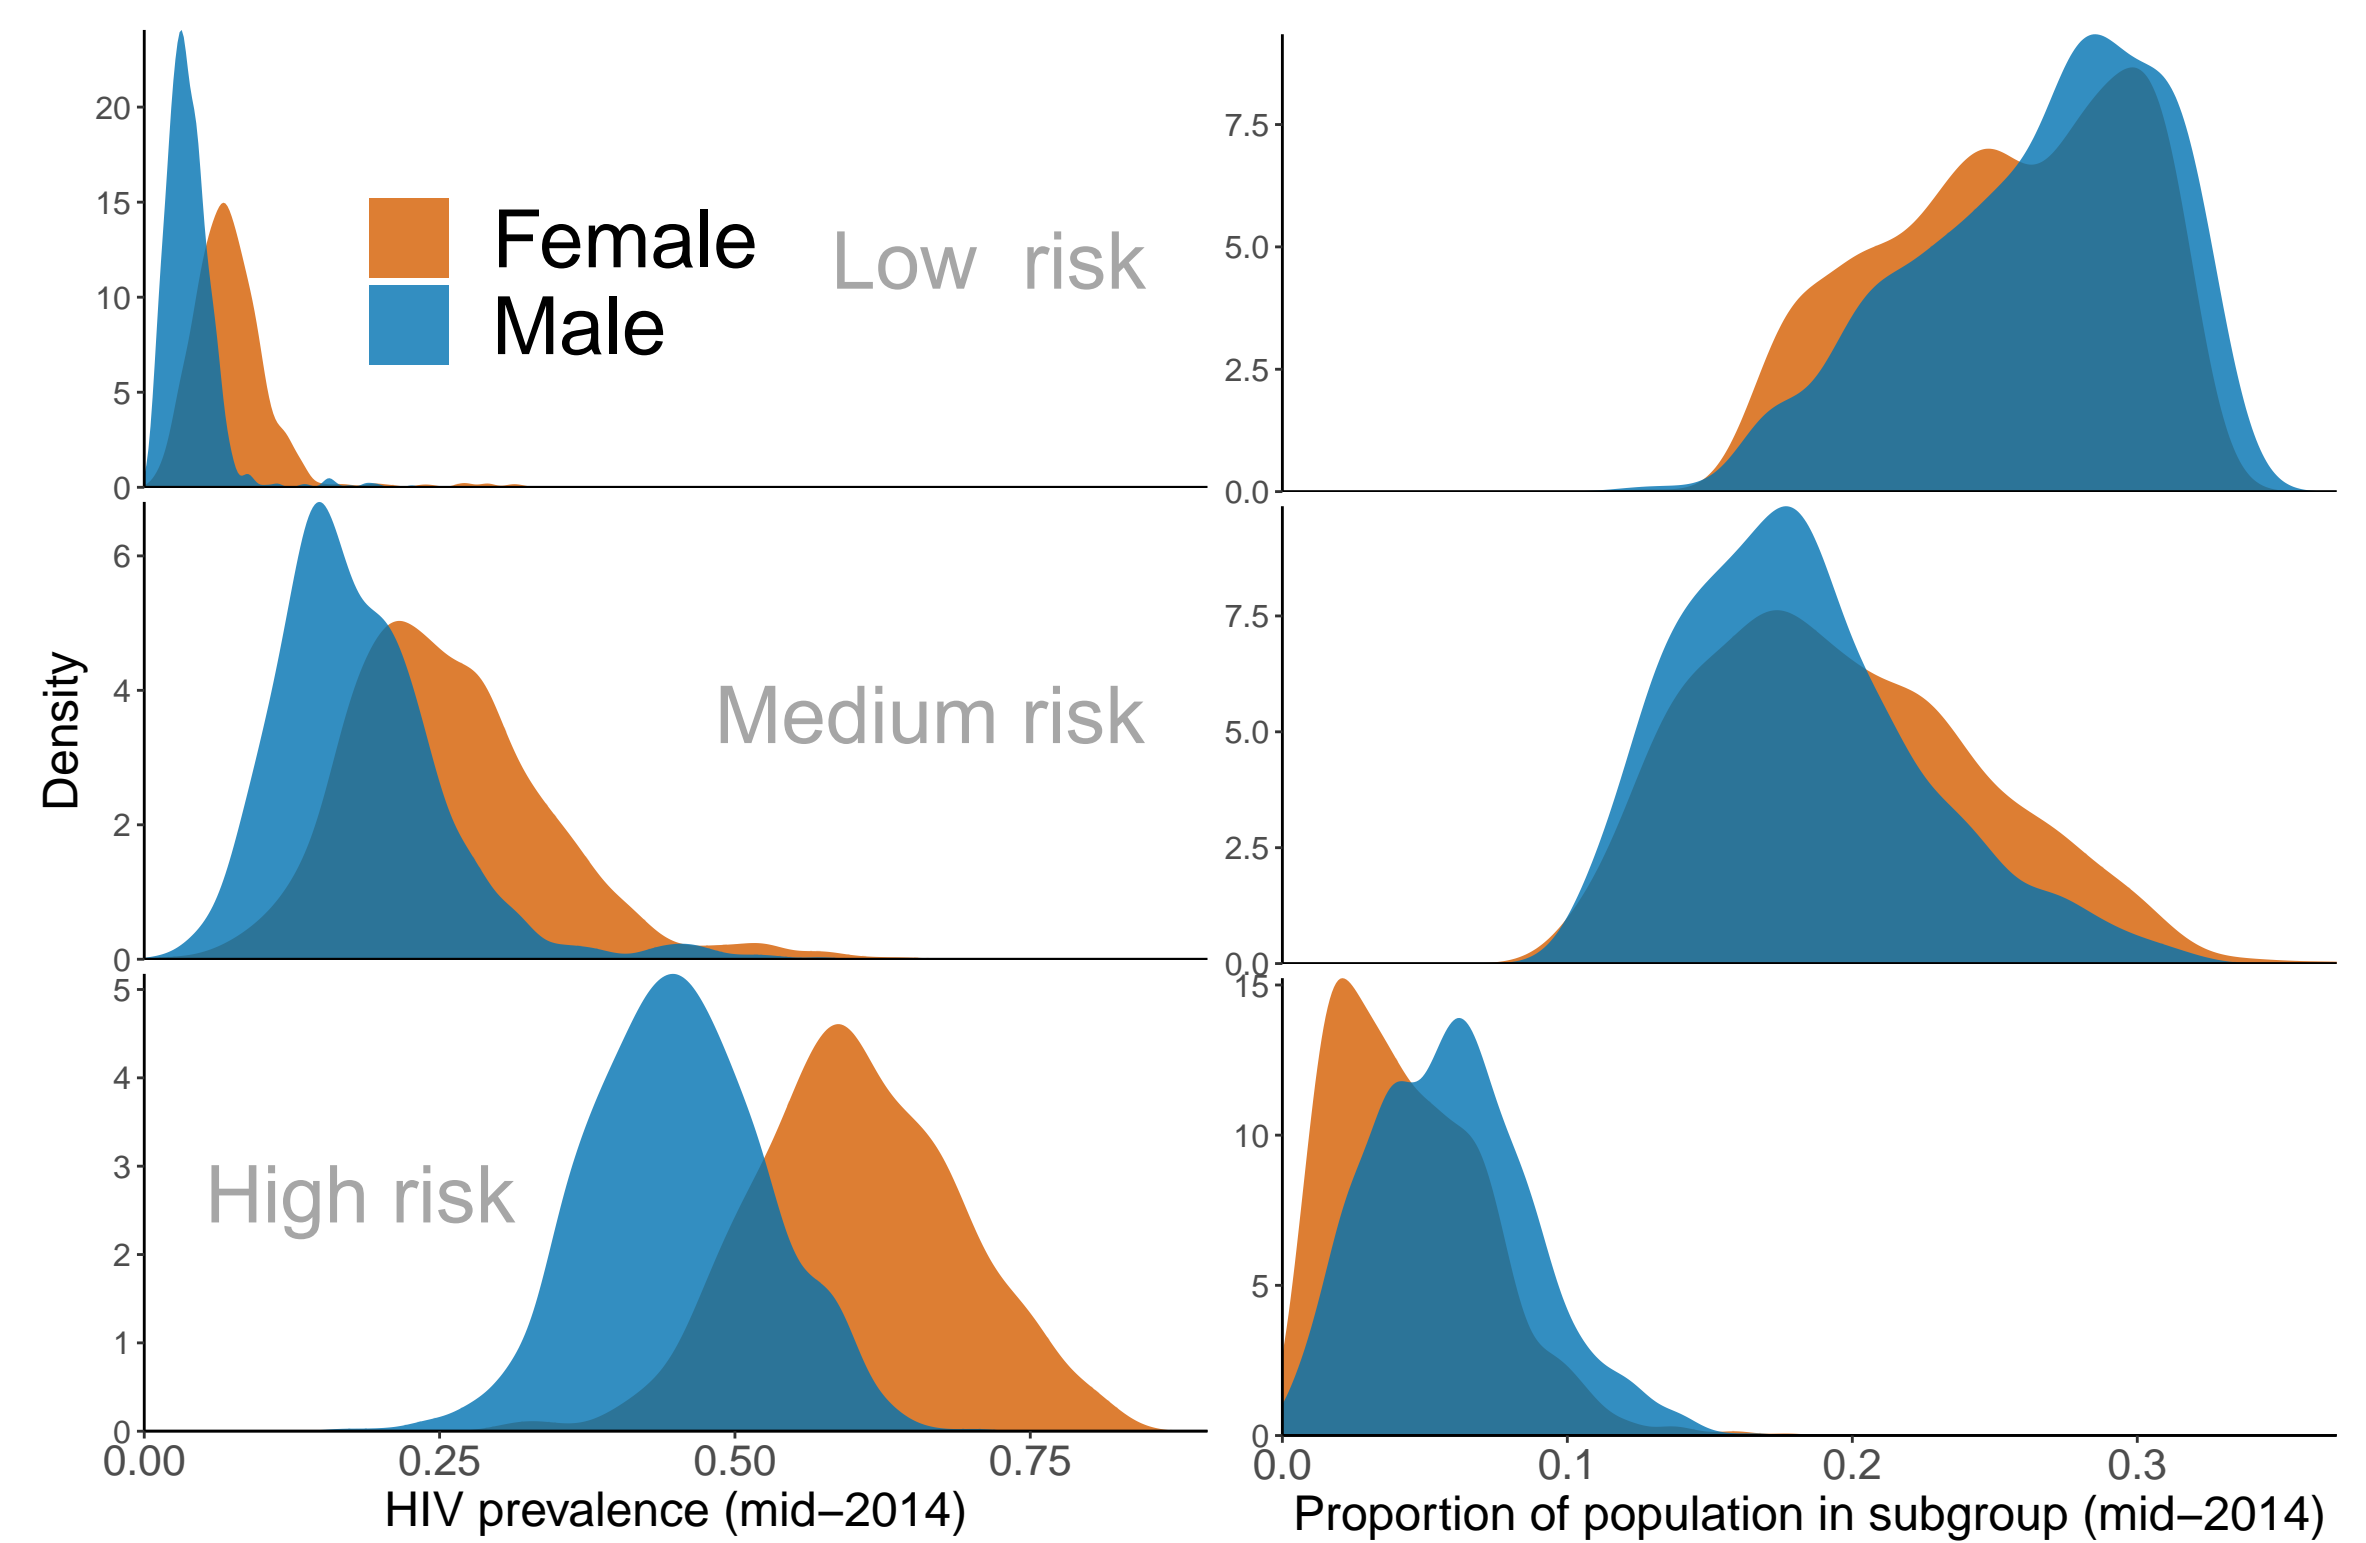 20
15
10
5
0
Female
Male
Low risk
7.5
5.0
2.5
0.0
Density
6
4
2
0
Medium risk
7.5
5.0
2.5
0.0
5
4
3
2
1
0
High risk
0.00 0.25 0.50 0.75
HIV prevalence (mid−2014)
15
10
5
0
0.0 0.1 0.2 0.3
Proportion of population in subgroup (mid−2014)